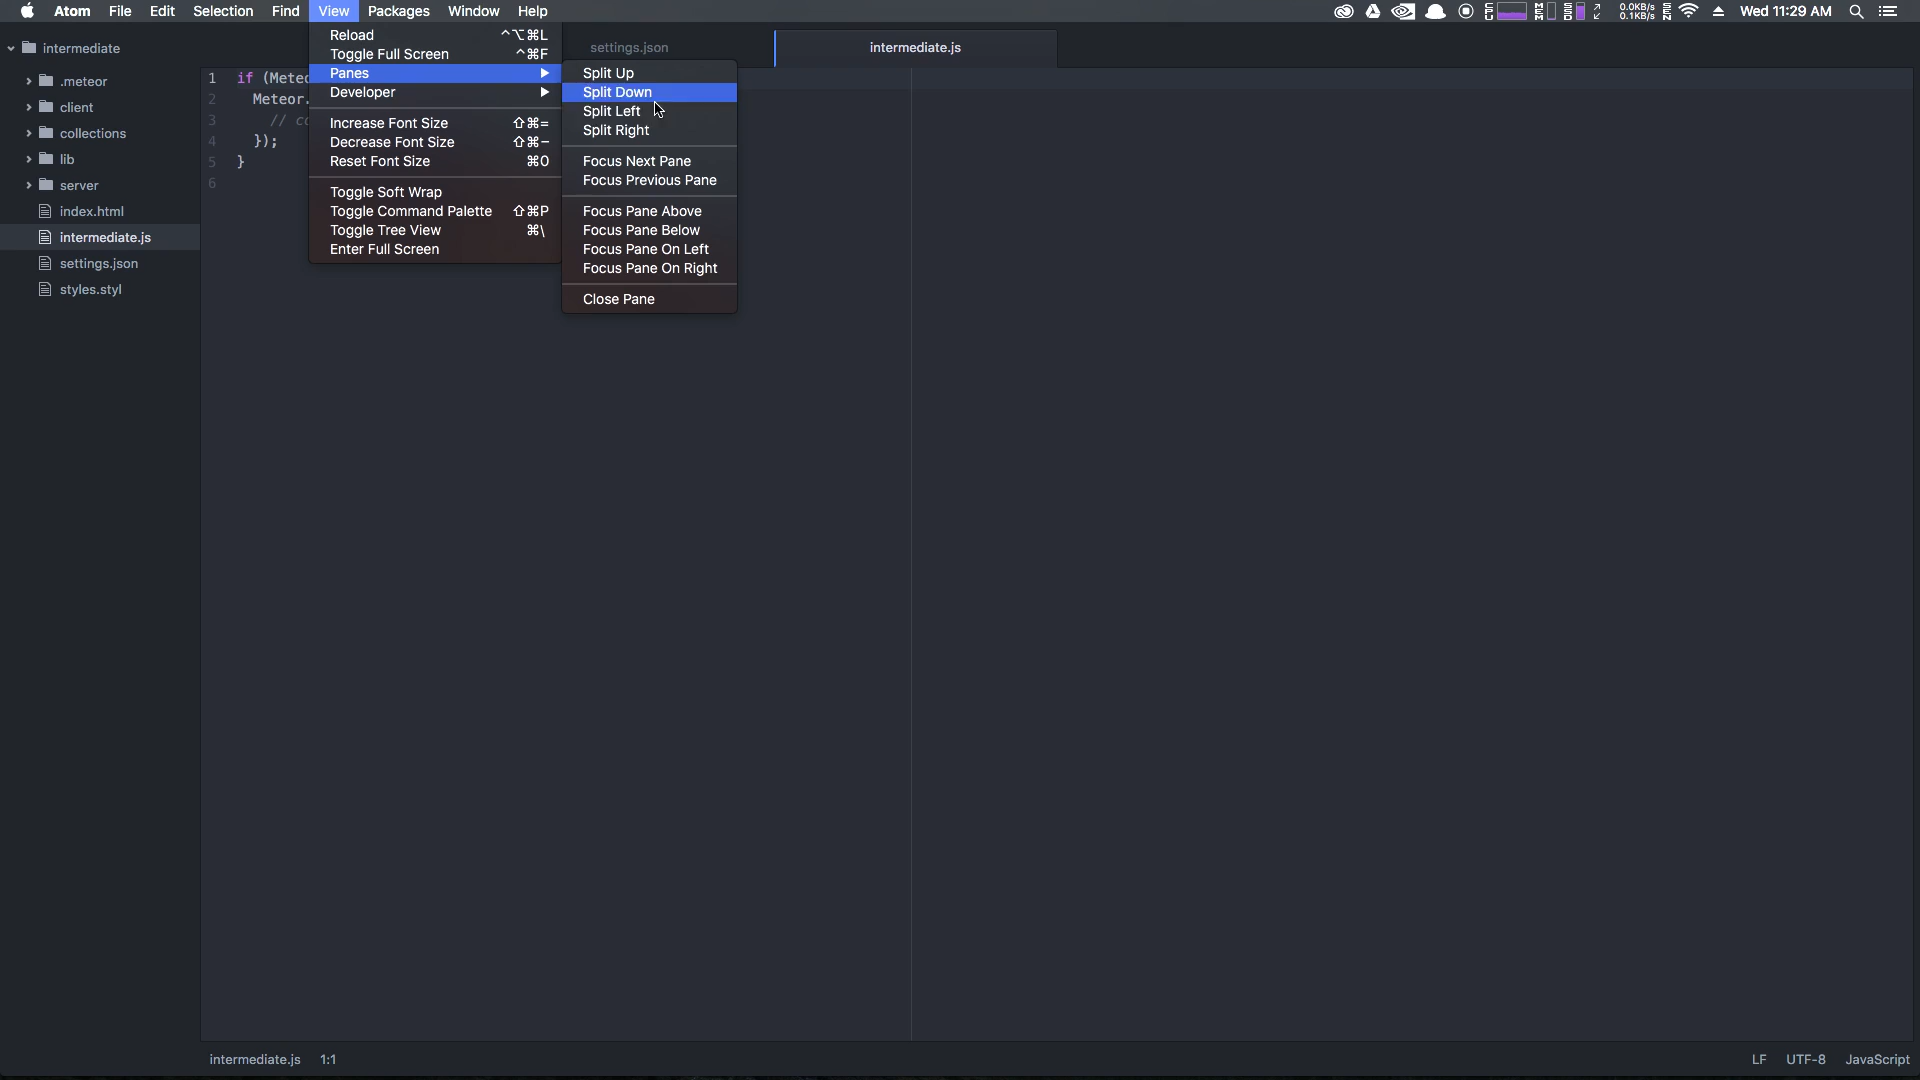 Atom File Edit Selection Find View Packages Window Help
0.0KB/s
0.1KB/s
Wed 11:29 AM
intermediate
.meteor
client
collections
lib
server
index.html
intermediate.js
settings.json
styles.styl
settings.json
intermediate.js
1 if (Meteo
2 Meteor.
3 // co
4 });
5 }
6
Reload ^⌥⌘L
Toggle Full Screen ^⌘F
Panes
Developer
Increase Font Size ⇧⌘=
Decrease Font Size ⇧⌘-
Reset Font Size ⌘0
Toggle Soft Wrap
Toggle Command Palette ⇧⌘P
Toggle Tree View ⌘\
Enter Full Screen
Split Up
Split Down
Split Left
Split Right
Focus Next Pane
Focus Previous Pane
Focus Pane Above
Focus Pane Below
Focus Pane On Left
Focus Pane On Right
Close Pane
intermediate.js 1:1
LF UTF-8 JavaScript